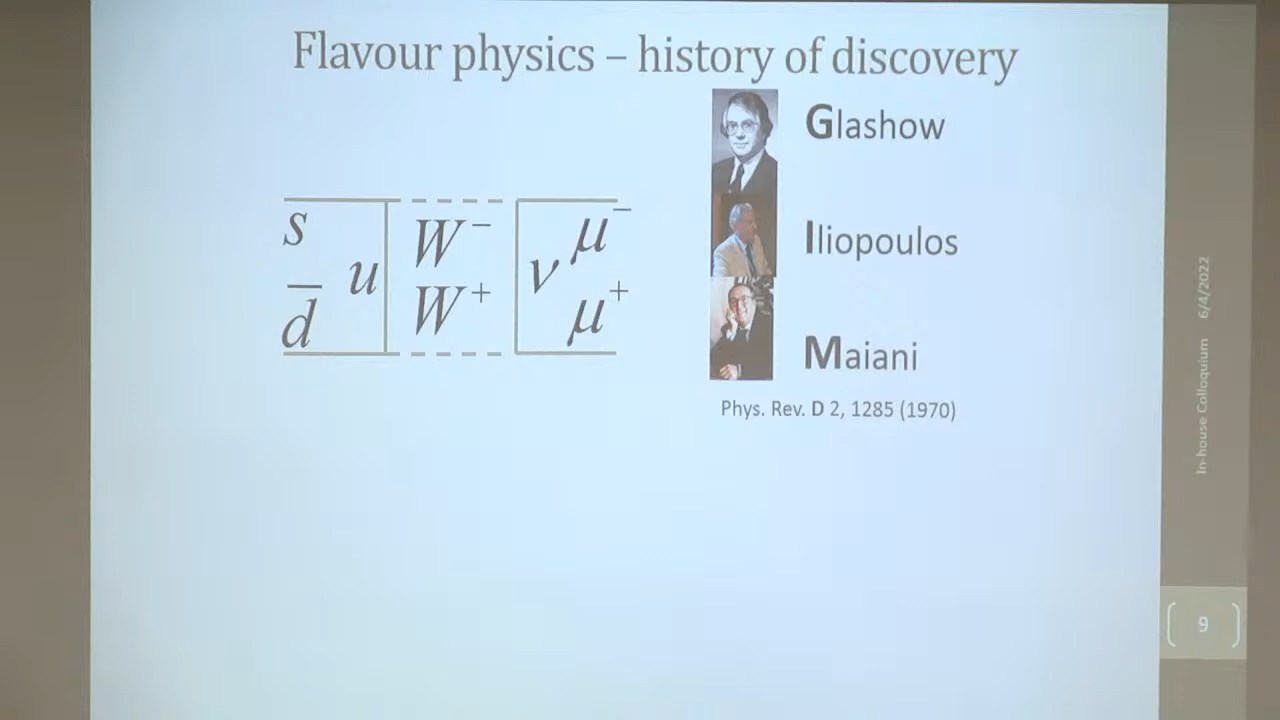 Flavour physics – history of discovery
Glashow
Iliopoulos
Maiani
Phys. Rev. D 2, 1285 (1970)
s
d̅
u
W⁻
W⁺
ν
μ⁻
μ⁺
In-house Colloquium 6/4/2022
9